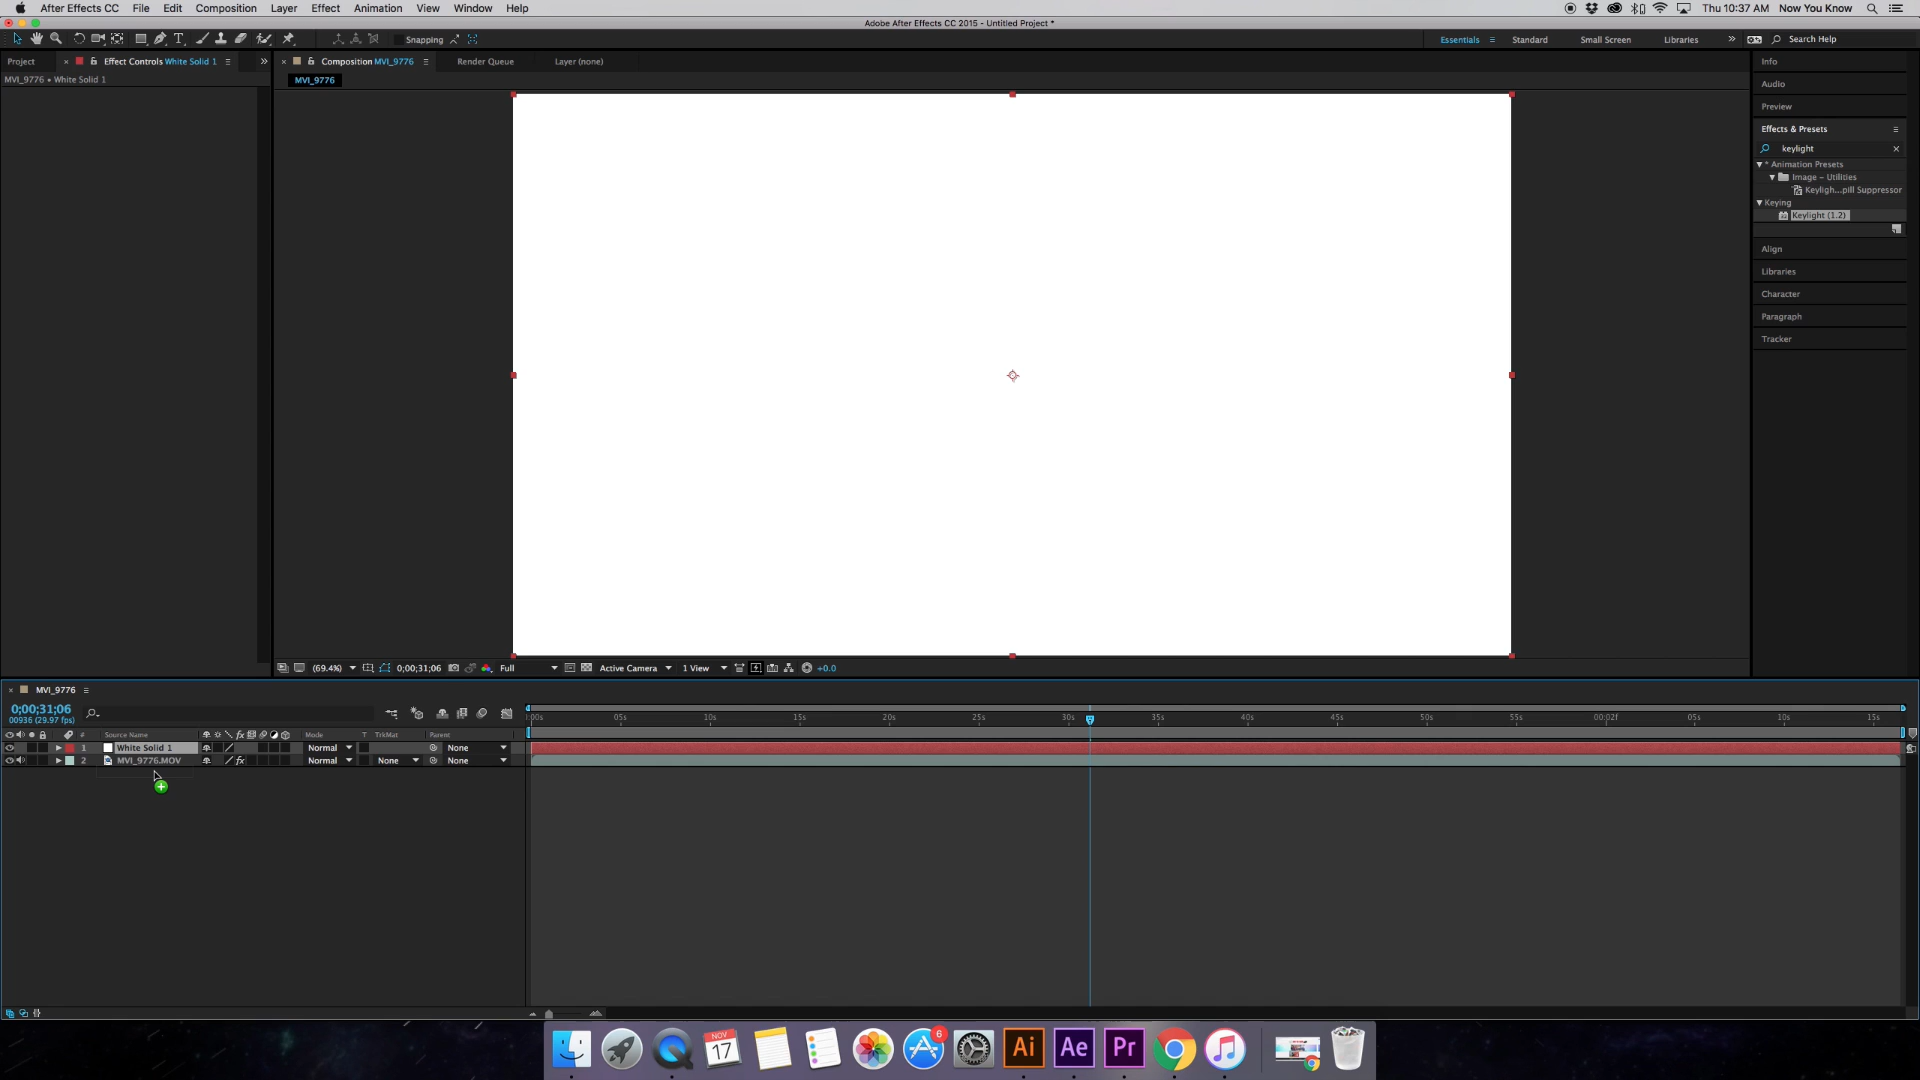 After Effects CC File Edit Composition Layer Effect Animation View Window Help Thu 10:37 AM Now You Know
Adobe After Effects CC 2015 - Untitled Project *
Snapping Essentials Standard Small Screen Libraries Search Help
Project Effect Controls White Solid 1 Composition MVI_9776 Render Queue Layer (none) Info
MVI_9776 • White Solid 1 MVI_9776
Audio
Preview
Effects & Presets
keylight
* Animation Presets
Image – Utilities
Keyligh...pill Suppressor
Keying
Keylight (1.2)
Align
Libraries
Character
Paragraph
Tracker
(69.4%) 0;00;31;06 Full Active Camera 1 View +0.0
MVI_9776
0;00;31;06
00936 (29.97 fps)
:00s 05s 10s 15s 20s 25s 30s 35s 40s 45s 50s 55s 00:02f 05s 10s 15s
# Source Name fx Mode T TrkMat Parent
1 White Solid 1 Normal None
2 MVI_9776.MOV fx Normal None None
NOV
17
6
Ai Ae Pr